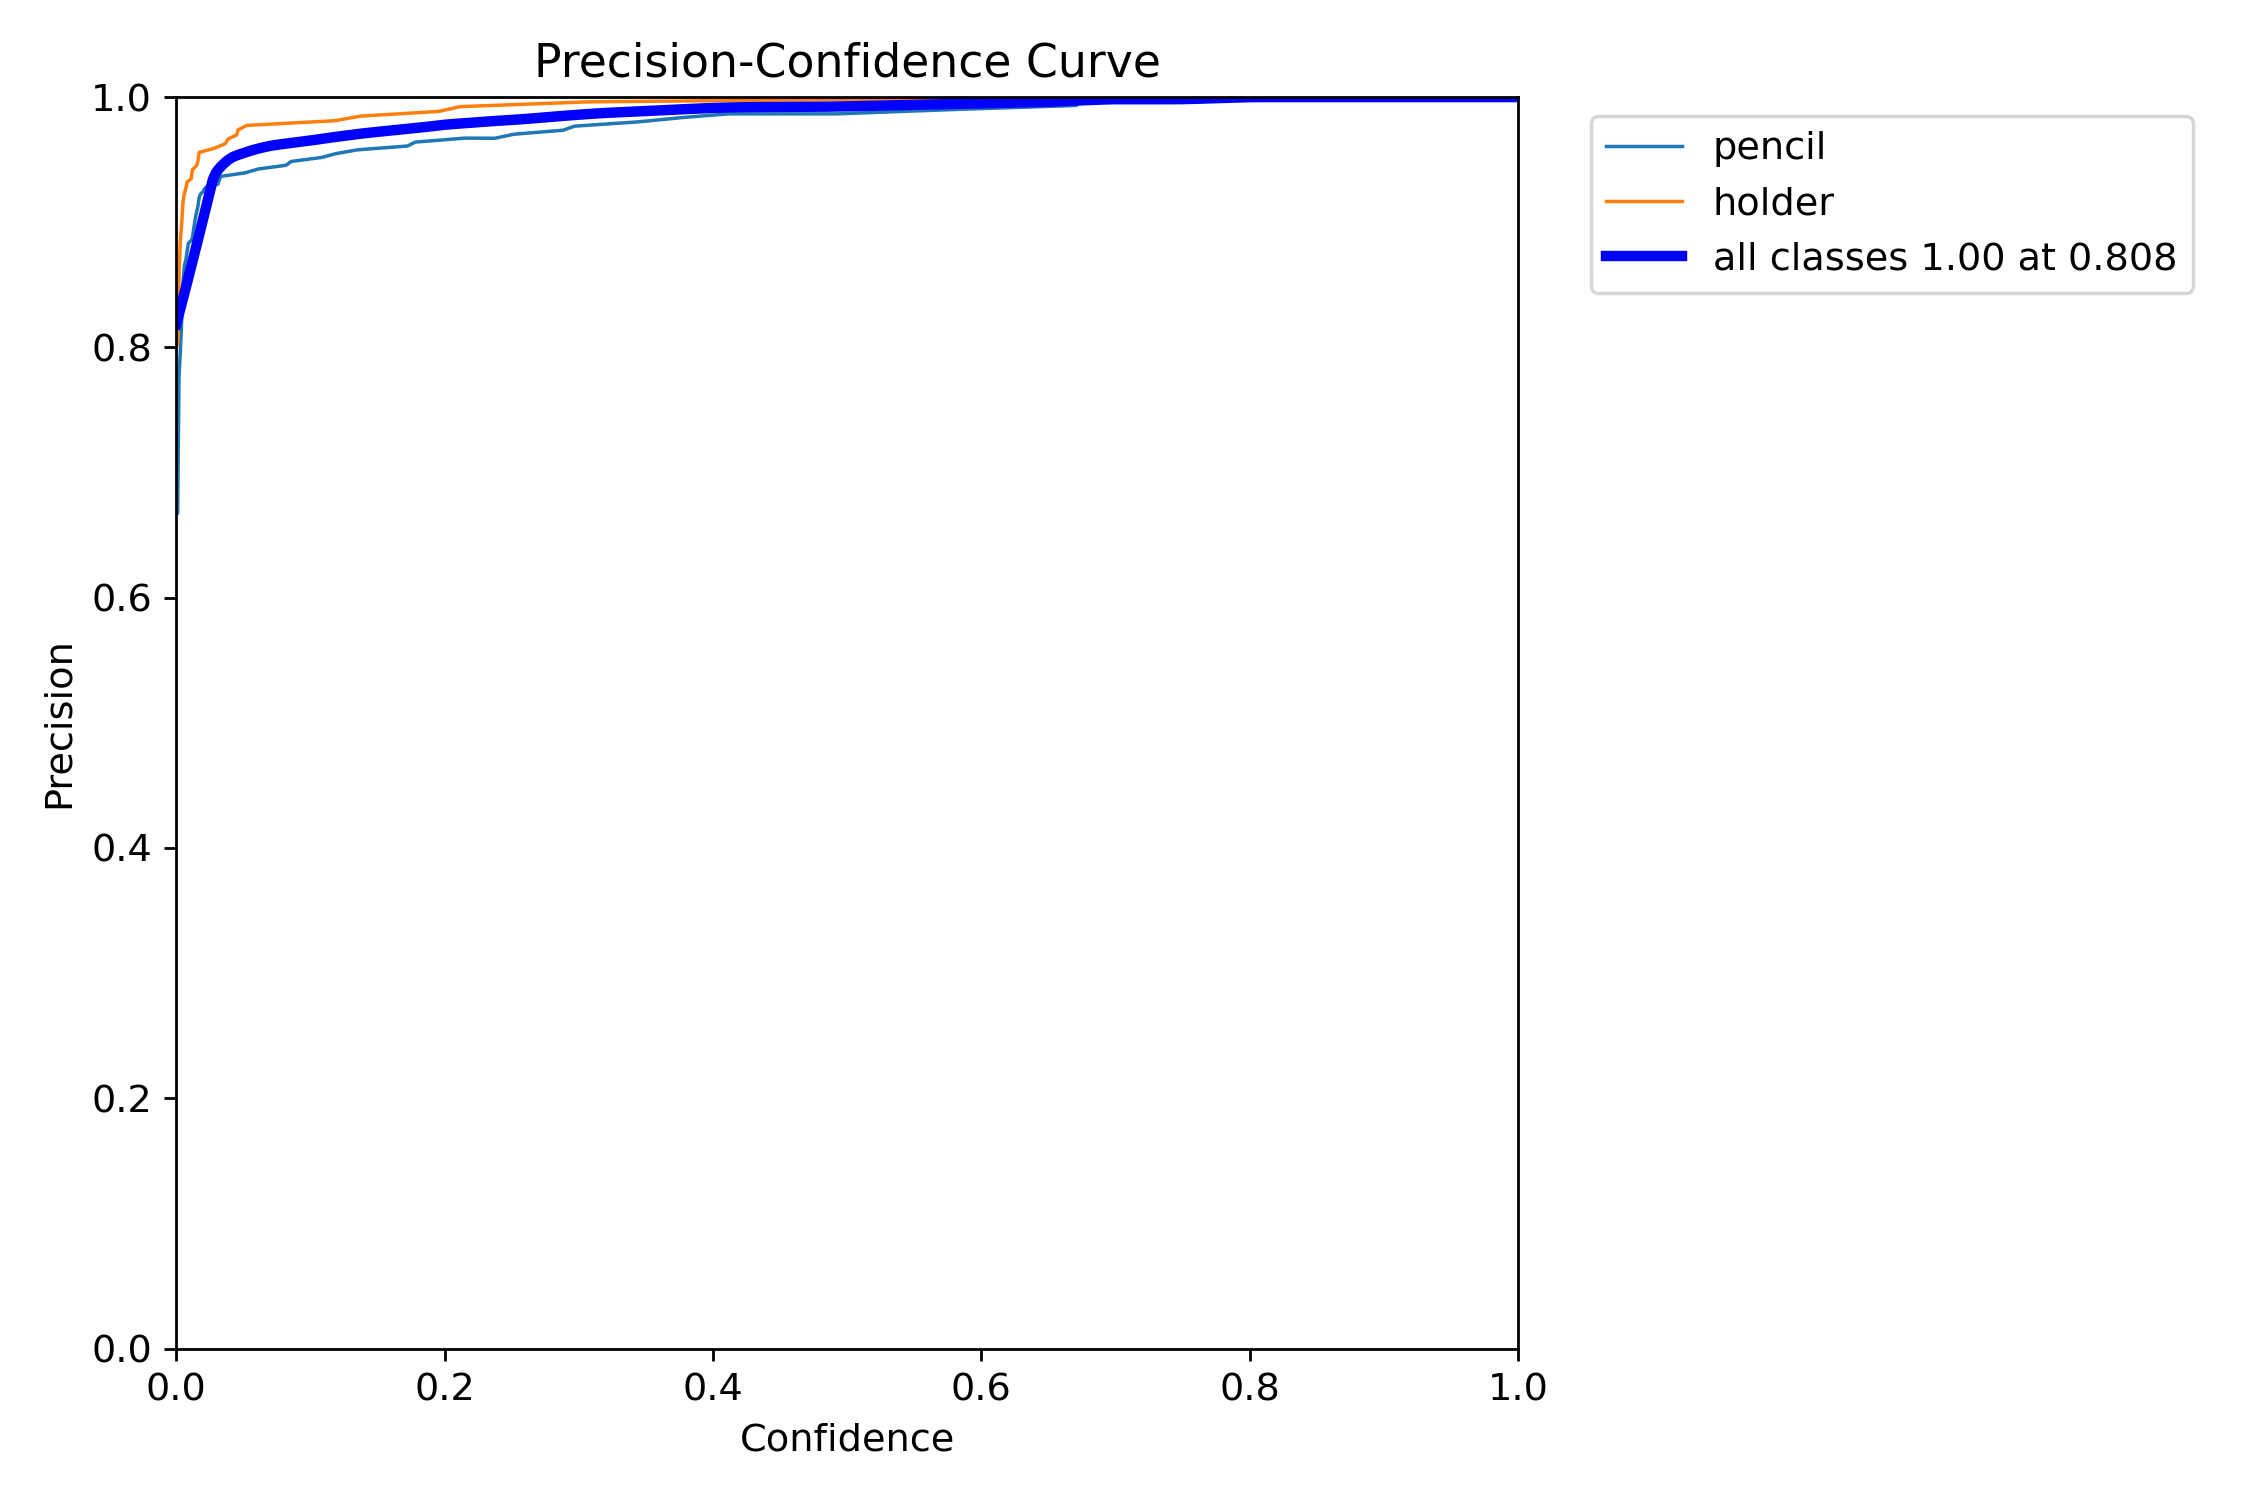 Precision-Confidence Curve
1.0
0.8
0.6
0.4
0.2
0.0
Precision
0.0 0.2 0.4 0.6 0.8 1.0
Confidence
pencil
holder
all classes 1.00 at 0.808